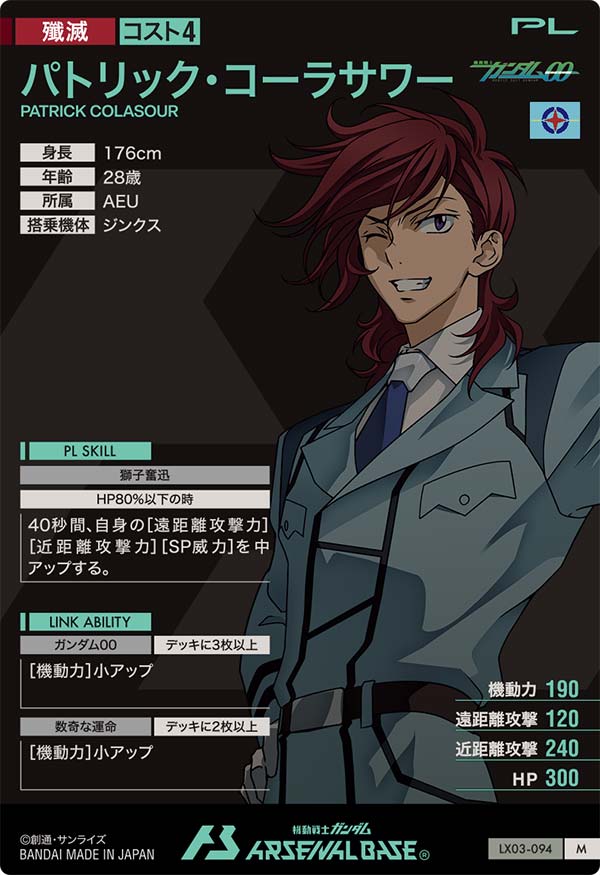 殲滅 コスト4
PL
パトリック・コーラサワー
機動戦士ガンダム00
PATRICK COLASOUR
身長 176cm
年齢 28歳
所属 AEU
搭乗機体 ジンクス
PL SKILL
獅子奮迅
HP80%以下の時
40秒間、自身の[遠距離攻撃力]
[近距離攻撃力][SP威力]を中
アップする。
LINK ABILITY
ガンダム00 デッキに3枚以上
[機動力]小アップ
数奇な運命 デッキに2枚以上
[機動力]小アップ
機動力 190
遠距離攻撃 120
近距離攻撃 240
HP 300
©創通・サンライズ
BANDAI MADE IN JAPAN
機動戦士ガンダム
ARSENAL BASE®
LX03-094 M